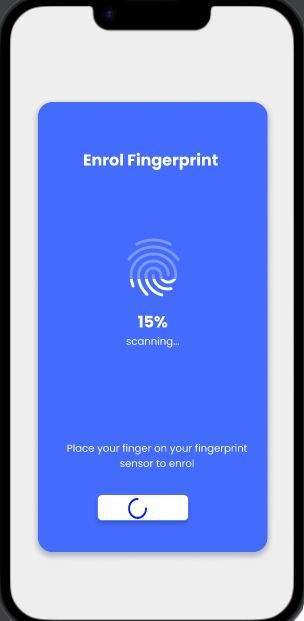 Enrol Fingerprint
15%
scanning...
Place your finger on your fingerprint
sensor to enrol